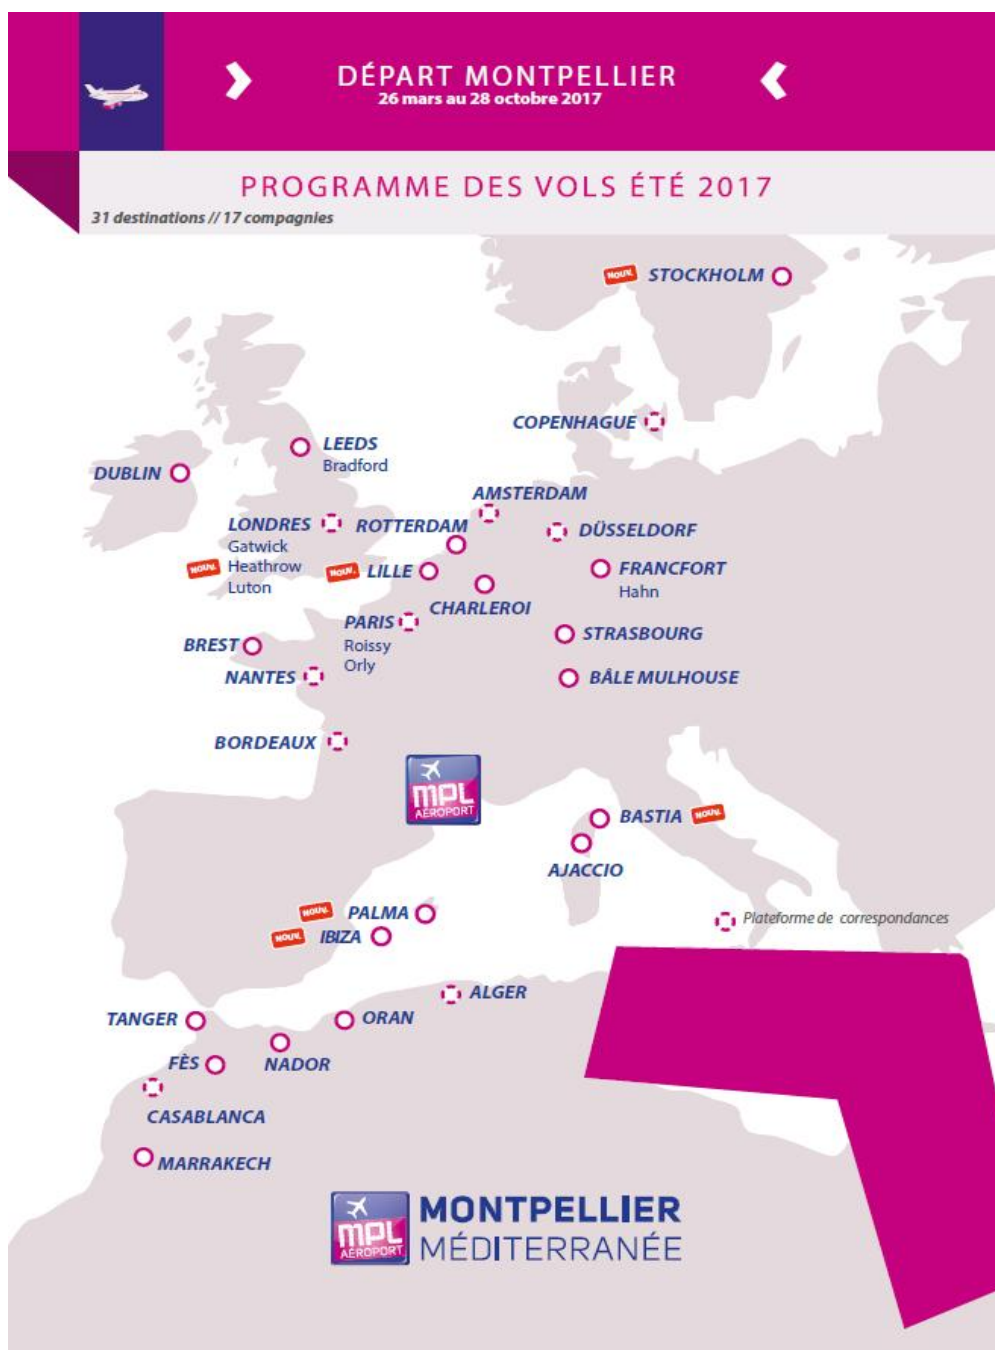 DÉPART MONTPELLIER
26 mars au 28 octobre 2017
PROGRAMME DES VOLS ÉTÉ 2017
31 destinations // 17 compagnies
NOUV. STOCKHOLM
COPENHAGUE
LEEDS
Bradford
DUBLIN
AMSTERDAM
LONDRES
Gatwick
NOUV. Heathrow
Luton
ROTTERDAM
DÜSSELDORF
NOUV. LILLE
FRANCFORT
Hahn
CHARLEROI
PARIS
Roissy
Orly
STRASBOURG
BREST
NANTES
BÂLE MULHOUSE
BORDEAUX
MPL
AÉROPORT
BASTIA NOUV.
AJACCIO
NOUV. PALMA
NOUV. IBIZA
Plateforme de correspondances
ALGER
TANGER
ORAN
FÈS
NADOR
CASABLANCA
MARRAKECH
MPL
AÉROPORT
MONTPELLIER
MÉDITERRANÉE